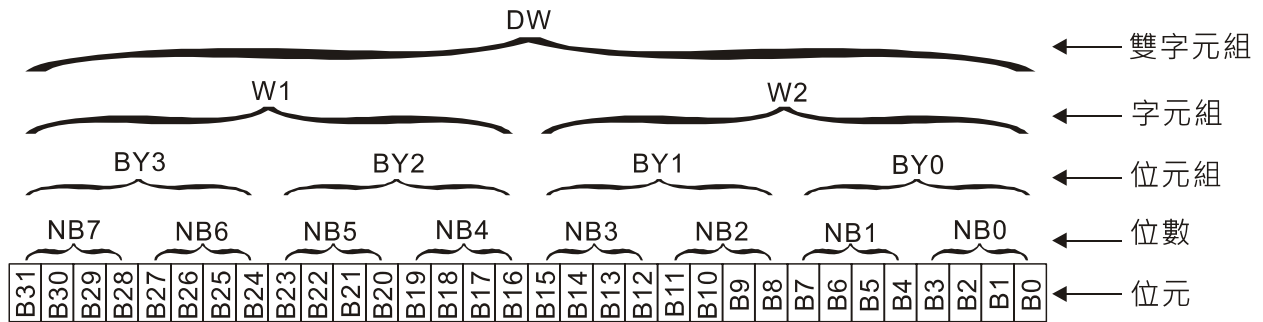 DW
雙字元組
W1 W2
字元組
BY3 BY2 BY1 BY0
位元組
NB7 NB6 NB5 NB4 NB3 NB2 NB1 NB0
位數
B31 B30 B29 B28 B27 B26 B25 B24 B23 B22 B21 B20 B19 B18 B17 B16 B15 B14 B13 B12 B11 B10 B9 B8 B7 B6 B5 B4 B3 B2 B1 B0
位元